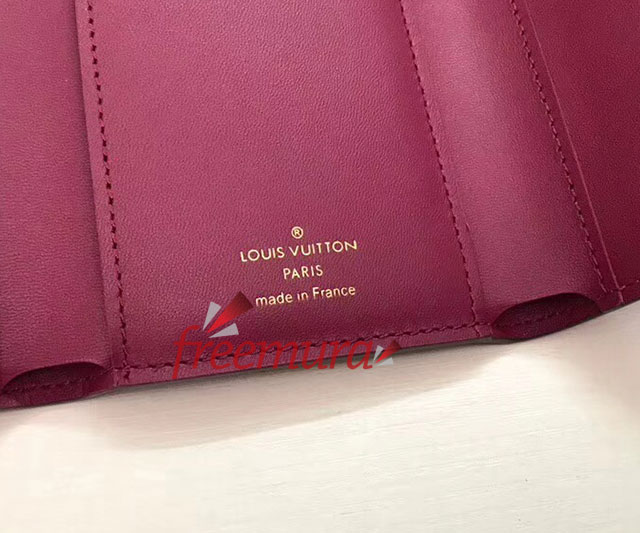 ®
LOUIS VUITTON
PARIS
made in France
freemura